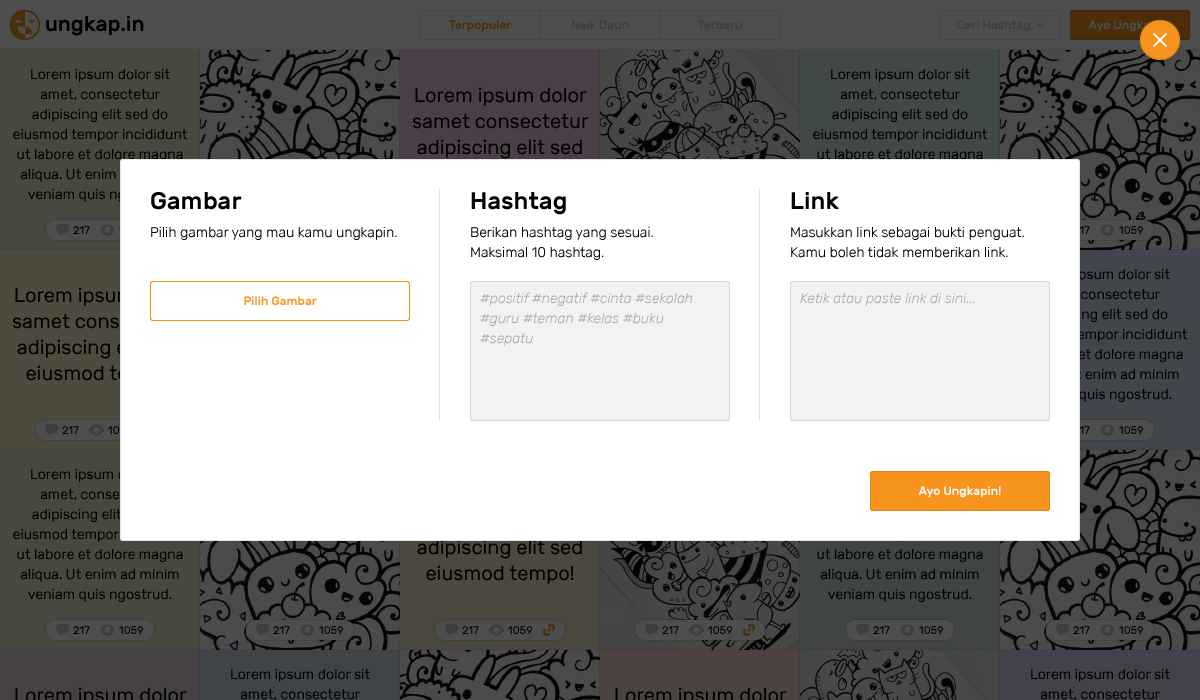 ungkap.in
Terpopuler
Naik Daun
Terbaru
Cari Hashtag
Ayo
Lorem ipsum dolor sit
amet, consectetur
adipiscing elit sed do
eiusmod tempor incididunt
ut labore et dolore magna
aliqua. Ut enim
veniam quis
217
Lorem ipsum dolor
samet consectetur
adipiscing elit sed
Lorem ipsum dolor sit
amet, consectetur
adipiscing elit sed do
eiusmod tempor incididunt
ut labore et dolore magna
1059
Gambar
Pilih gambar yang mau kamu ungkapin.
Pilih Gambar
Hashtag
Berikan hashtag yang sesuai.
Maksimal 10 hashtag.
#positif #negatif #cinta #sekolah
#guru #teman #kelas #buku
#sepatu
Link
Masukkan link sebagai bukti penguat.
Kamu boleh tidak memberikan link.
Ketik atau paste link di sini...
Ayo Ungkapin!
Lorem
samet
adipiscing
eiusmod
217
dolor sit
consectetur
elit sed do
tempor incididunt
et dolore magna
enim ad minim
quis ngostrud.
1059
Lorem ipsum
amet,
adipiscing elit
eiusmod
ut labore et dolore magna
aliqua. Ut enim ad minim
veniam quis ngostrud.
217 1059
217 1059
adipiscing elit sed
eiusmod tempo!
217 1059
217 1059
ut labore et dolore magna
aliqua. Ut enim ad minim
veniam quis ngostrud.
217 1059
217 1059
Lorem ipsum dolor
Lorem ipsum dolor sit
amet, consectetur
Lorem ipsum dolor
Lorem ipsum dolor sit
amet, consectetur